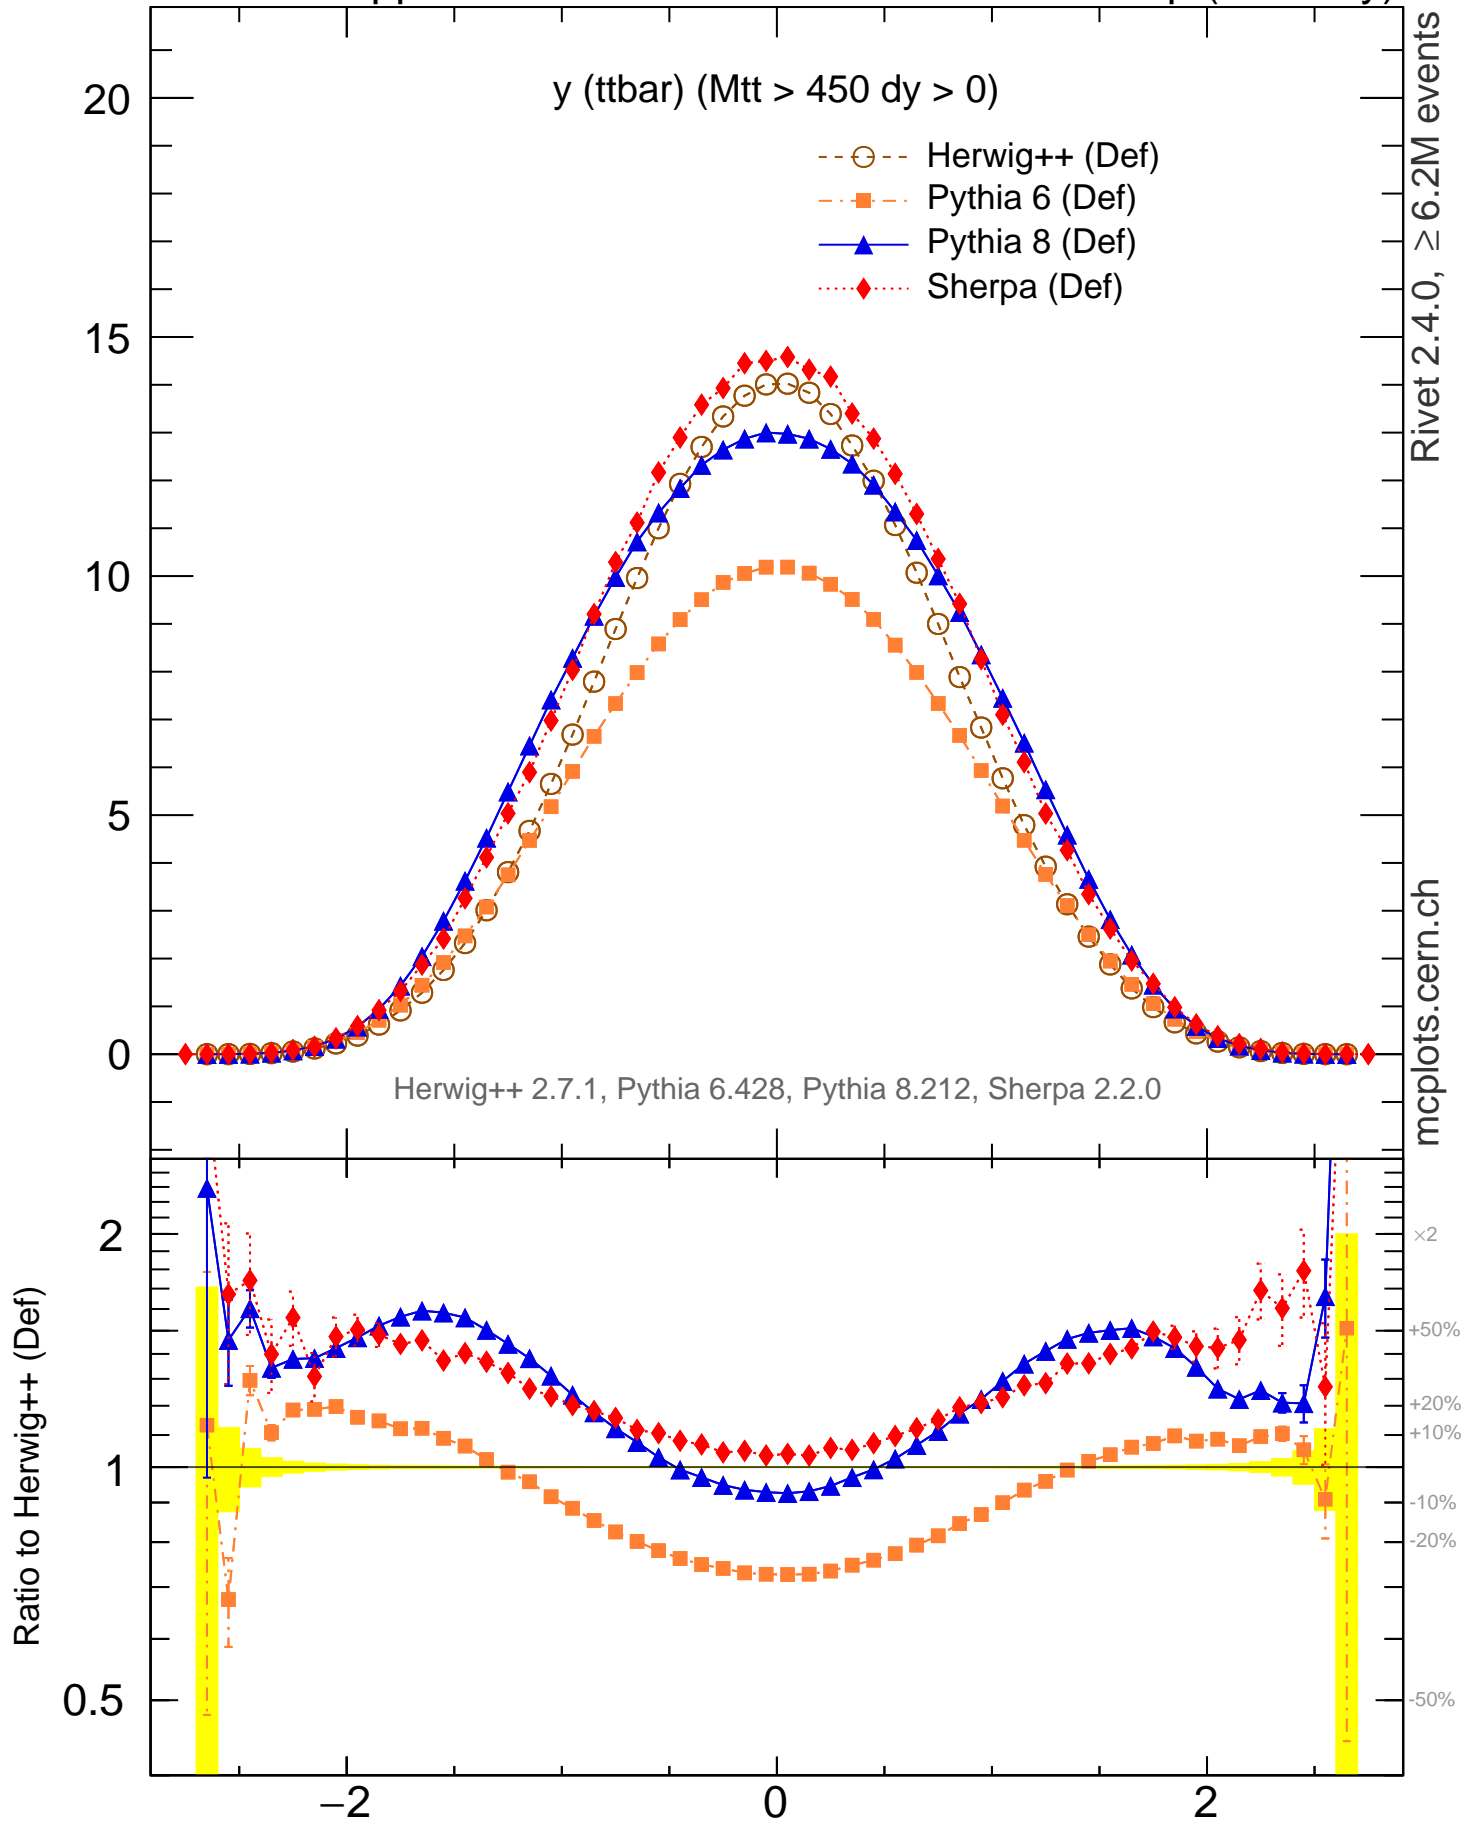 y (ttbar) (Mtt > 450 dy > 0)
Herwig++ (Def)
Pythia 6 (Def)
Pythia 8 (Def)
Sherpa (Def)
20
15
10
5
0
Herwig++ 2.7.1, Pythia 6.428, Pythia 8.212, Sherpa 2.2.0
Rivet 2.4.0, ≥ 6.2M events
mcplots.cern.ch
Ratio to Herwig++ (Def)
2
1
0.5
×2
+50%
+20%
+10%
-10%
-20%
-50%
−2
0
2